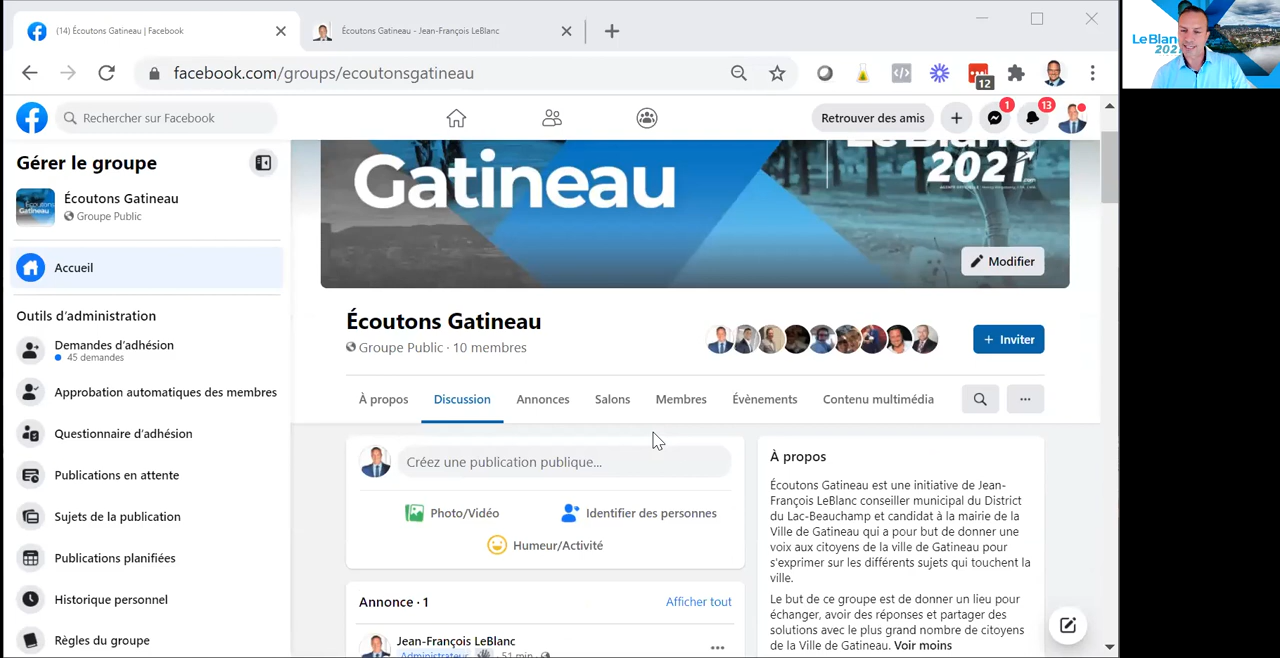 (14) Écoutons Gatineau | Facebook
Écoutons Gatineau - Jean-François LeBlanc
facebook.com/groups/ecoutonsgatineau
12
LeBlan
202
Rechercher sur Facebook
Retrouver des amis
1
13
Gérer le groupe
Écoutons Gatineau
Groupe Public
Accueil
Outils d'administration
Demandes d'adhésion
45 demandes
Approbation automatiques des membres
Questionnaire d'adhésion
Publications en attente
Sujets de la publication
Publications planifiées
Historique personnel
Règles du groupe
Gatineau
LeBlanc
2021
Modifier
Écoutons Gatineau
Groupe Public · 10 membres
+ Inviter
À propos
Discussion
Annonces
Salons
Membres
Évènements
Contenu multimédia
Créez une publication publique...
Photo/Vidéo
Identifier des personnes
Humeur/Activité
Annonce · 1
Afficher tout
Jean-François LeBlanc
Administrateur
51 min
À propos
Écoutons Gatineau est une initiative de Jean-
François LeBlanc conseiller municipal du District
du Lac-Beauchamp et candidat à la mairie de la
Ville de Gatineau qui a pour but de donner une
voix aux citoyens de la ville de Gatineau pour
s'exprimer sur les différents sujets qui touchent la
ville.
Le but de ce groupe est de donner un lieu pour
échanger, avoir des réponses et partager des
solutions avec le plus grand nombre de citoyens
de la Ville de Gatineau. Voir moins